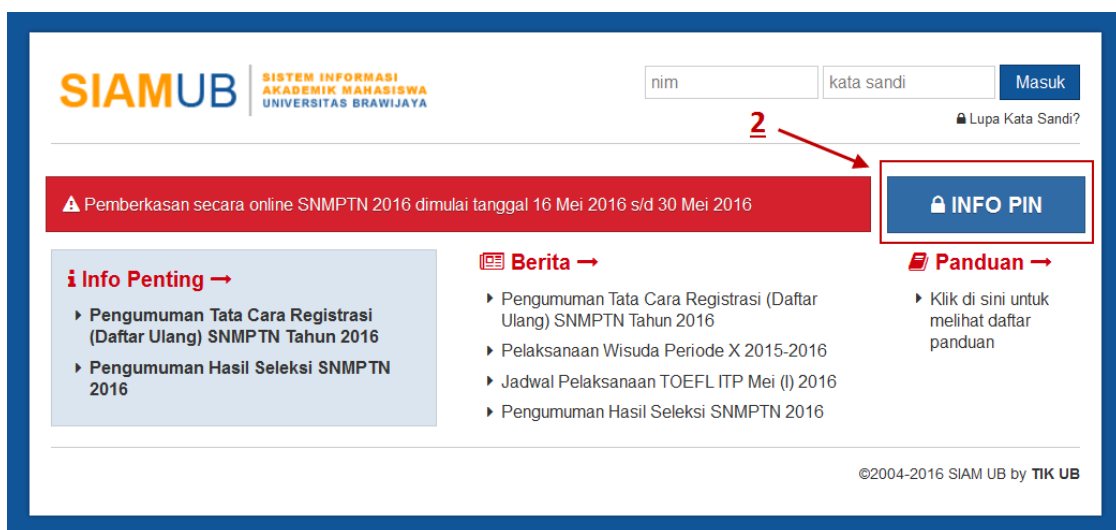 SIAMUB
SISTEM INFORMASI
AKADEMIK MAHASISWA
UNIVERSITAS BRAWIJAYA
nim
kata sandi
Masuk
Lupa Kata Sandi?
2
Pemberkasan secara online SNMPTN 2016 dimulai tanggal 16 Mei 2016 s/d 30 Mei 2016
INFO PIN
Info Penting →
Pengumuman Tata Cara Registrasi
(Daftar Ulang) SNMPTN Tahun 2016
Pengumuman Hasil Seleksi SNMPTN
2016
Berita →
Pengumuman Tata Cara Registrasi (Daftar
Ulang) SNMPTN Tahun 2016
Pelaksanaan Wisuda Periode X 2015-2016
Jadwal Pelaksanaan TOEFL ITP Mei (I) 2016
Pengumuman Hasil Seleksi SNMPTN 2016
Panduan →
Klik di sini untuk
melihat daftar
panduan
©2004-2016 SIAM UB by TIK UB